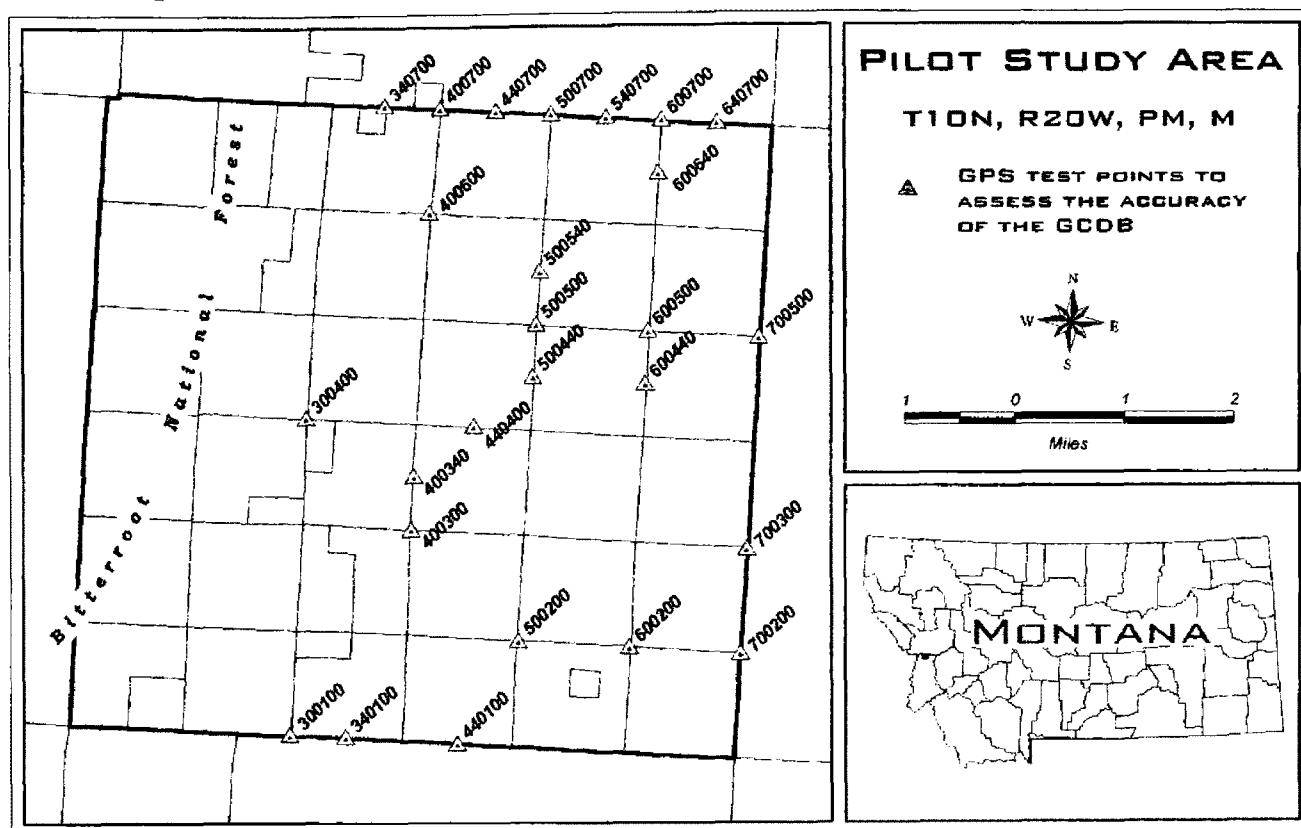 340700
400700
440700
500700
540700
600700
640700
600640
400600
500540
500500
600500
700500
500440
600440
300400
440400
400340
400300
700300
500200
600200
700200
300100
340100
440100
Bitterroot National Forest
PILOT STUDY AREA
T10N, R20W, PM, M
GPS TEST POINTS TO
ASSESS THE ACCURACY
OF THE GCDB
N
W E
S
1 0 1 2
Miles
MONTANA